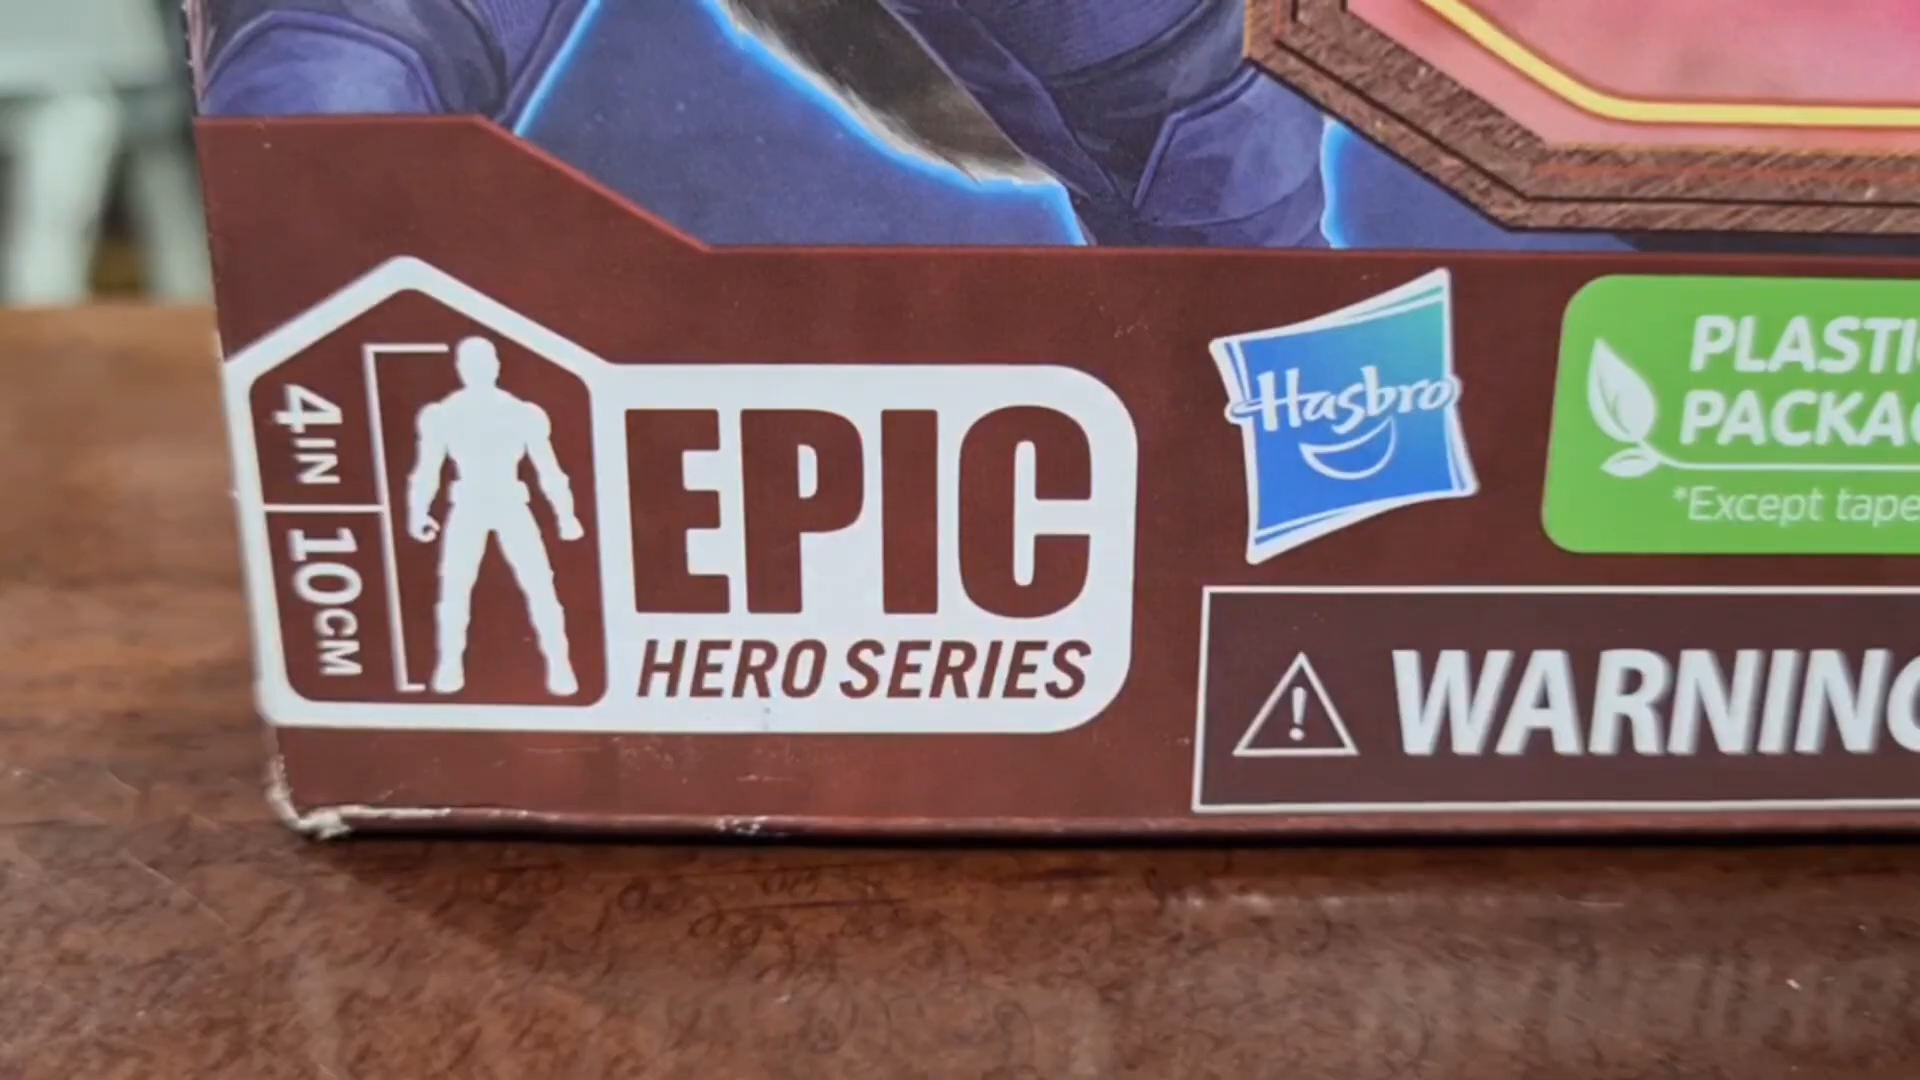 4IN
10CM
EPIC
HERO SERIES
Hasbro
*Except tape